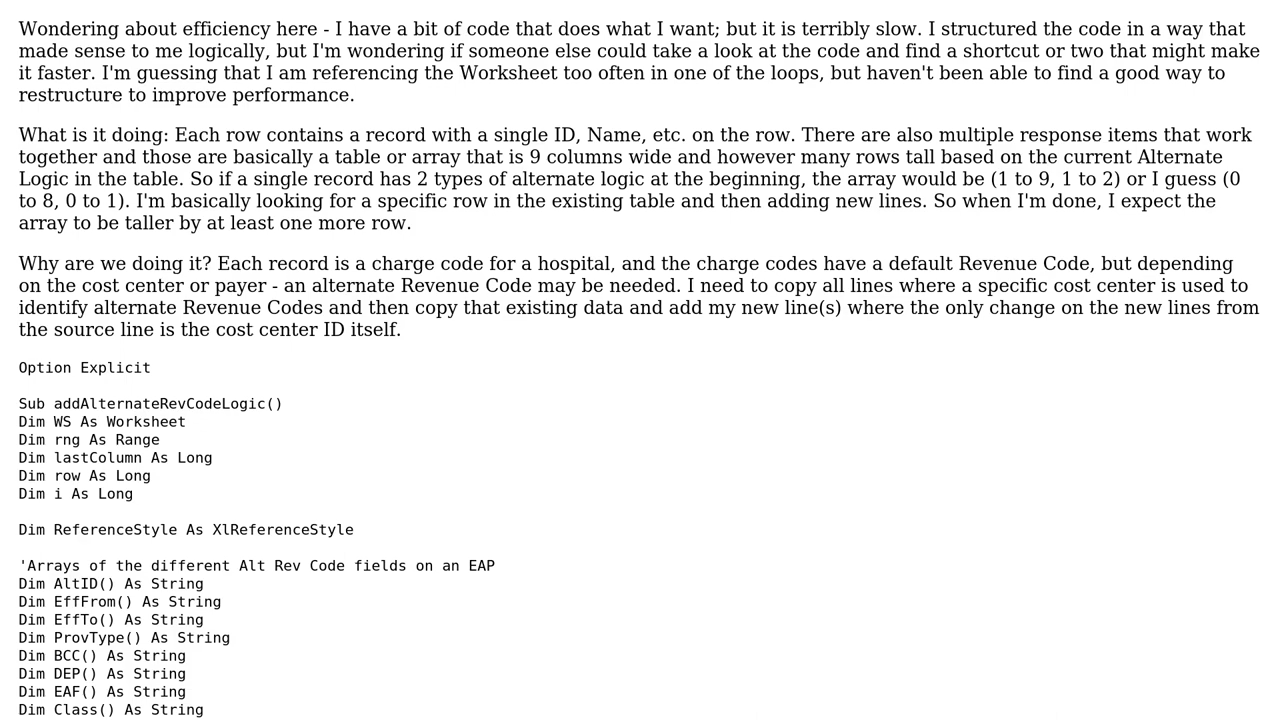 Wondering about efficiency here - I have a bit of code that does what I want; but it is terribly slow. I structured the code in a way that
made sense to me logically, but I'm wondering if someone else could take a look at the code and find a shortcut or two that might make
it faster. I'm guessing that I am referencing the Worksheet too often in one of the loops, but haven't been able to find a good way to
restructure to improve performance.
What is it doing: Each row contains a record with a single ID, Name, etc. on the row. There are also multiple response items that work
together and those are basically a table or array that is 9 columns wide and however many rows tall based on the current Alternate
Logic in the table. So if a single record has 2 types of alternate logic at the beginning, the array would be (1 to 9, 1 to 2) or I guess (0
to 8, 0 to 1). I'm basically looking for a specific row in the existing table and then adding new lines. So when I'm done, I expect the
array to be taller by at least one more row.
Why are we doing it? Each record is a charge code for a hospital, and the charge codes have a default Revenue Code, but depending
on the cost center or payer - an alternate Revenue Code may be needed. I need to copy all lines where a specific cost center is used to
identify alternate Revenue Codes and then copy that existing data and add my new line(s) where the only change on the new lines from
the source line is the cost center ID itself.
Option Explicit
Sub addAlternateRevCodeLogic()
Dim WS As Worksheet
Dim rng As Range
Dim lastColumn As Long
Dim row As Long
Dim i As Long
Dim ReferenceStyle As XlReferenceStyle
'Arrays of the different Alt Rev Code fields on an EAP
Dim AltID() As String
Dim EffFrom() As String
Dim EffTo() As String
Dim ProvType() As String
Dim BCC() As String
Dim DEP() As String
Dim EAF() As String
Dim Class() As String